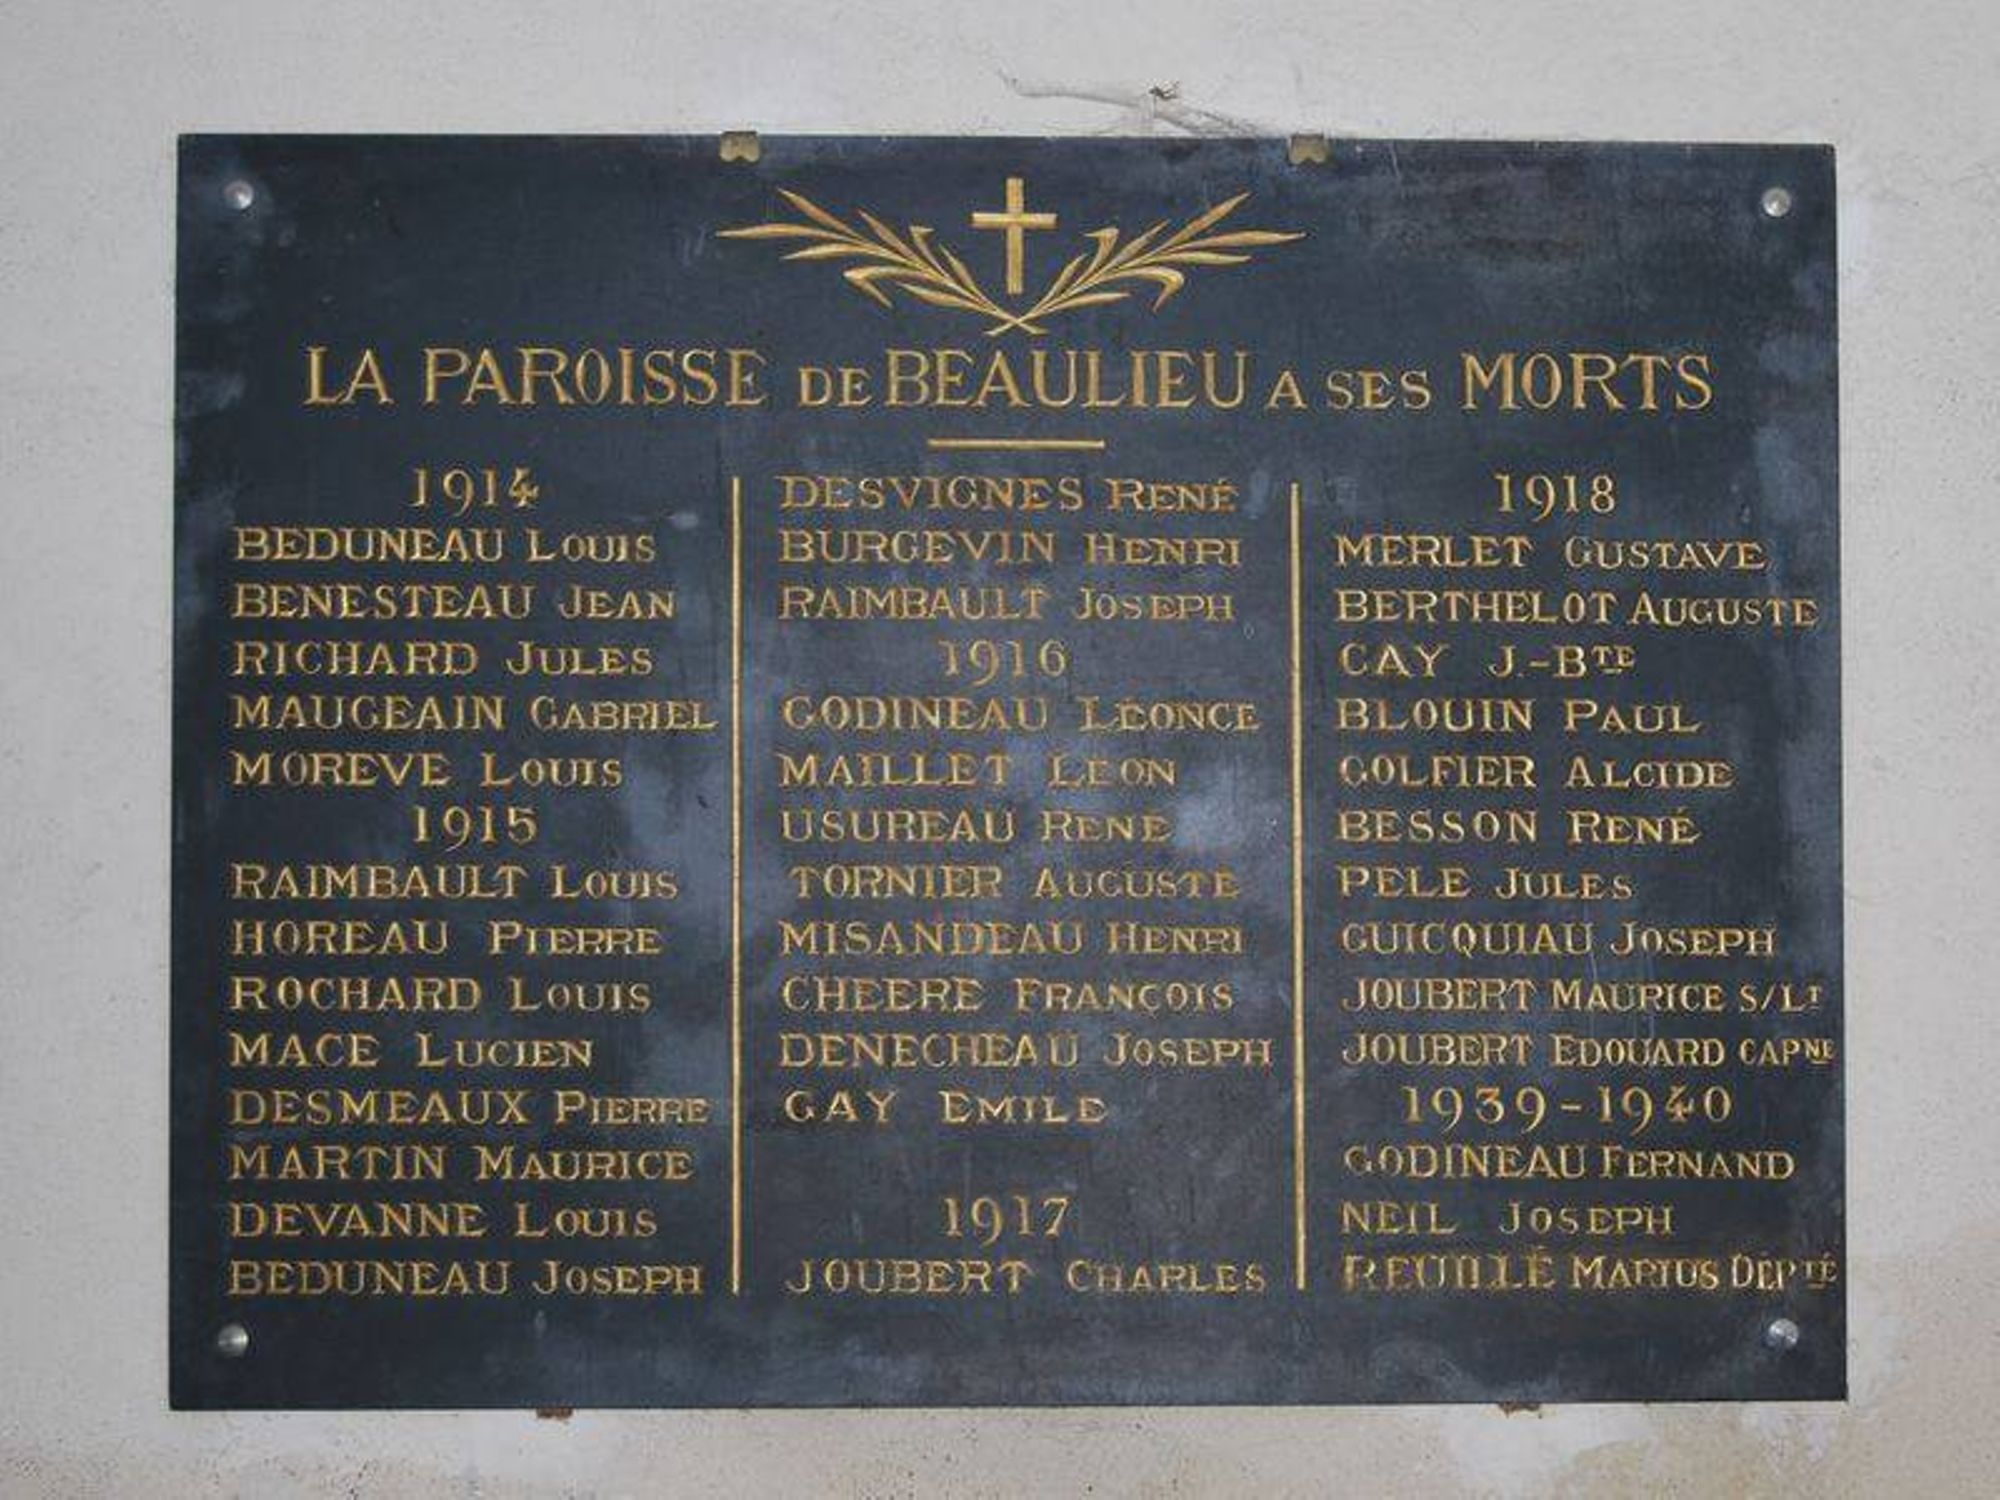 LA PAROISSE DE BEAULIEU A SES MORTS
1914
BEDUNEAU LOUIS
BENESTEAU JEAN
RICHARD JULES
MAUGEAIN GABRIEL
MOREVE LOUIS
1915
RAIMBAULT LOUIS
HOREAU PIERRE
ROCHARD LOUIS
MACE LUCIEN
DESMEAUX PIERRE
MARTIN MAURICE
DEVANNE LOUIS
BEDUNEAU JOSEPH
DESVIGNES RENÉ
BURGEVIN HENRI
RAIMBAULT JOSEPH
1916
GODINEAU LÉONCE
MAILLET LÉON
USUREAU RENÉ
TORNIER AUGUSTE
MISANDEAU HENRI
CHEERE FRANÇOIS
DENECHEAU JOSEPH
GAY EMILE
1917
JOUBERT CHARLES
1918
MERLET GUSTAVE
BERTHELOT AUGUSTE
CAY J.-BTE
BLOUIN PAUL
GOLFIER ALCIDE
BESSON RENÉ
PELE JULES
GUICQUIAU JOSEPH
JOUBERT MAURICE S/LT
JOUBERT EDOUARD CAPNE
1939-1940
GODINEAU FERNAND
NEIL JOSEPH
REUILLÉ MARIUS DÉPTÉ